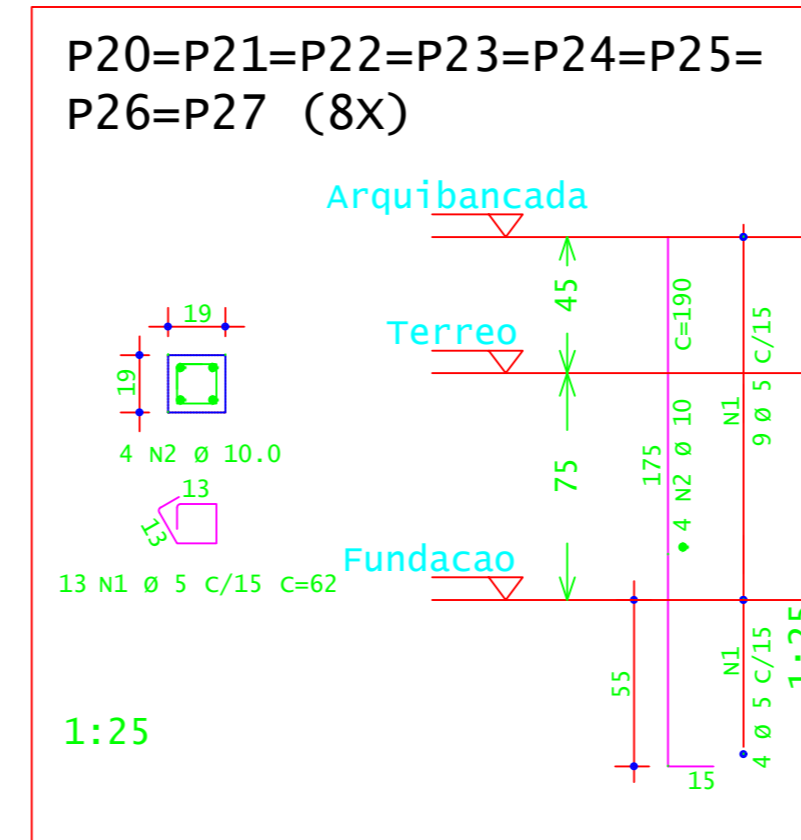 P20=P21=P22=P23=P24=P25=
P26=P27 (8X)
Arquibancada
45
C=190
9 Ø 5 C/15
N1
19
19
Terreo
75
175
4 N2 Ø 10
4 N2 Ø 10.0
13
13
13 N1 Ø 5 C/15 C=62
Fundacao
55
N1
4 Ø 5 C/15
15
1:25
1:25